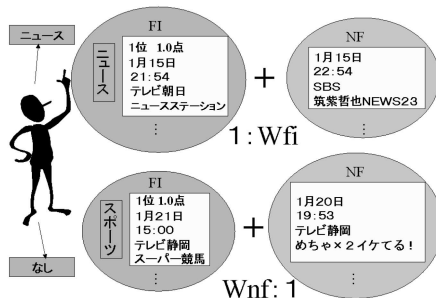 ニュース
FI
ニュース
1位 1.0点
1月15日
21:54
テレビ朝日
ニュースステーション
⋮
+
NF
1月15日
22:54
SBS
筑紫哲也NEWS23
⋮
1:Wfi
FI
スポーツ
1位 1.0点
1月21日
15:00
テレビ静岡
スーパー競馬
⋮
+
NF
1月20日
19:53
テレビ静岡
めちゃ×2イケてる!
⋮
なし
Wnf:1